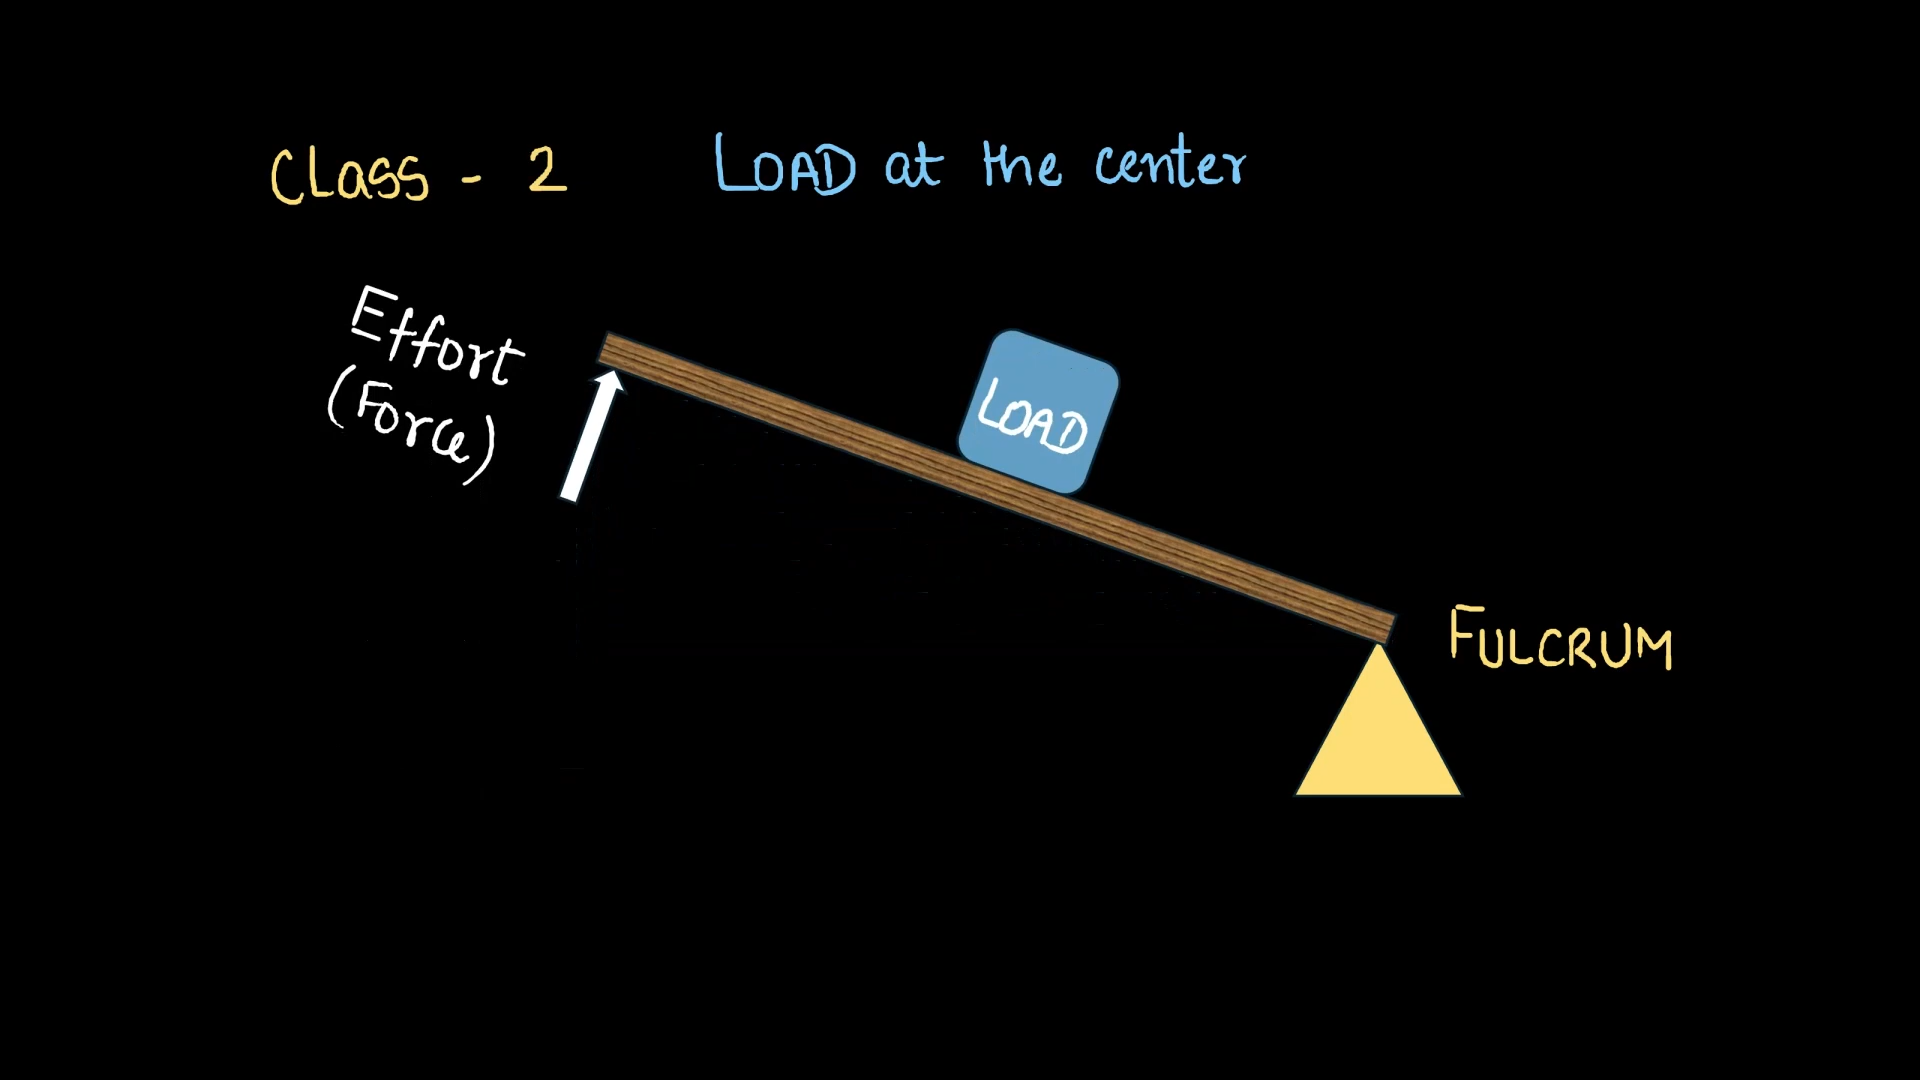 CLass - 2
LOAD at the center
Effort
(Force)
LOAD
FULCRUM